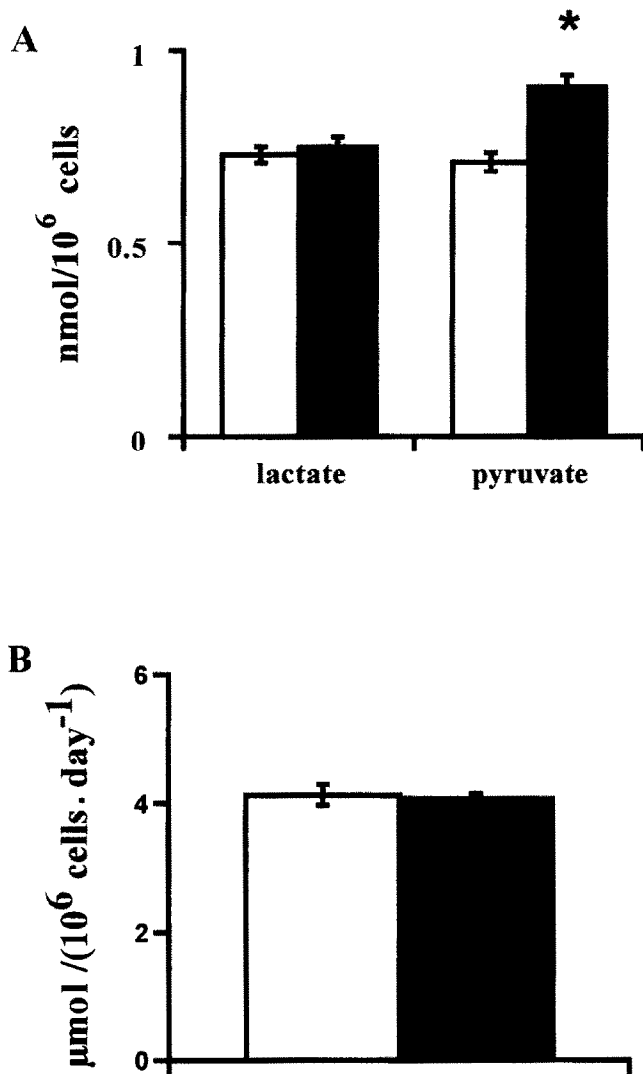 A
*
1
0.5
0
nmol/10⁶ cells
lactate pyruvate
B
6
4
2
0
µmol /(10⁶ cells. day⁻¹)